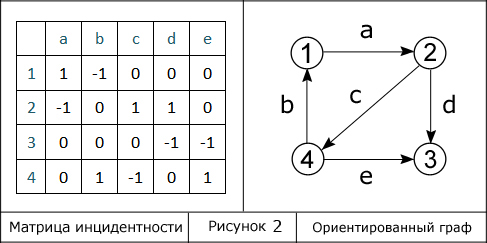 a b c d e
1 1 -1 0 0 0
2 -1 0 1 1 0
3 0 0 0 -1 -1
4 0 1 -1 0 1
a
1 2
b c d
4 3
e
Матрица инцидентности Рисунок 2 Ориентированный граф